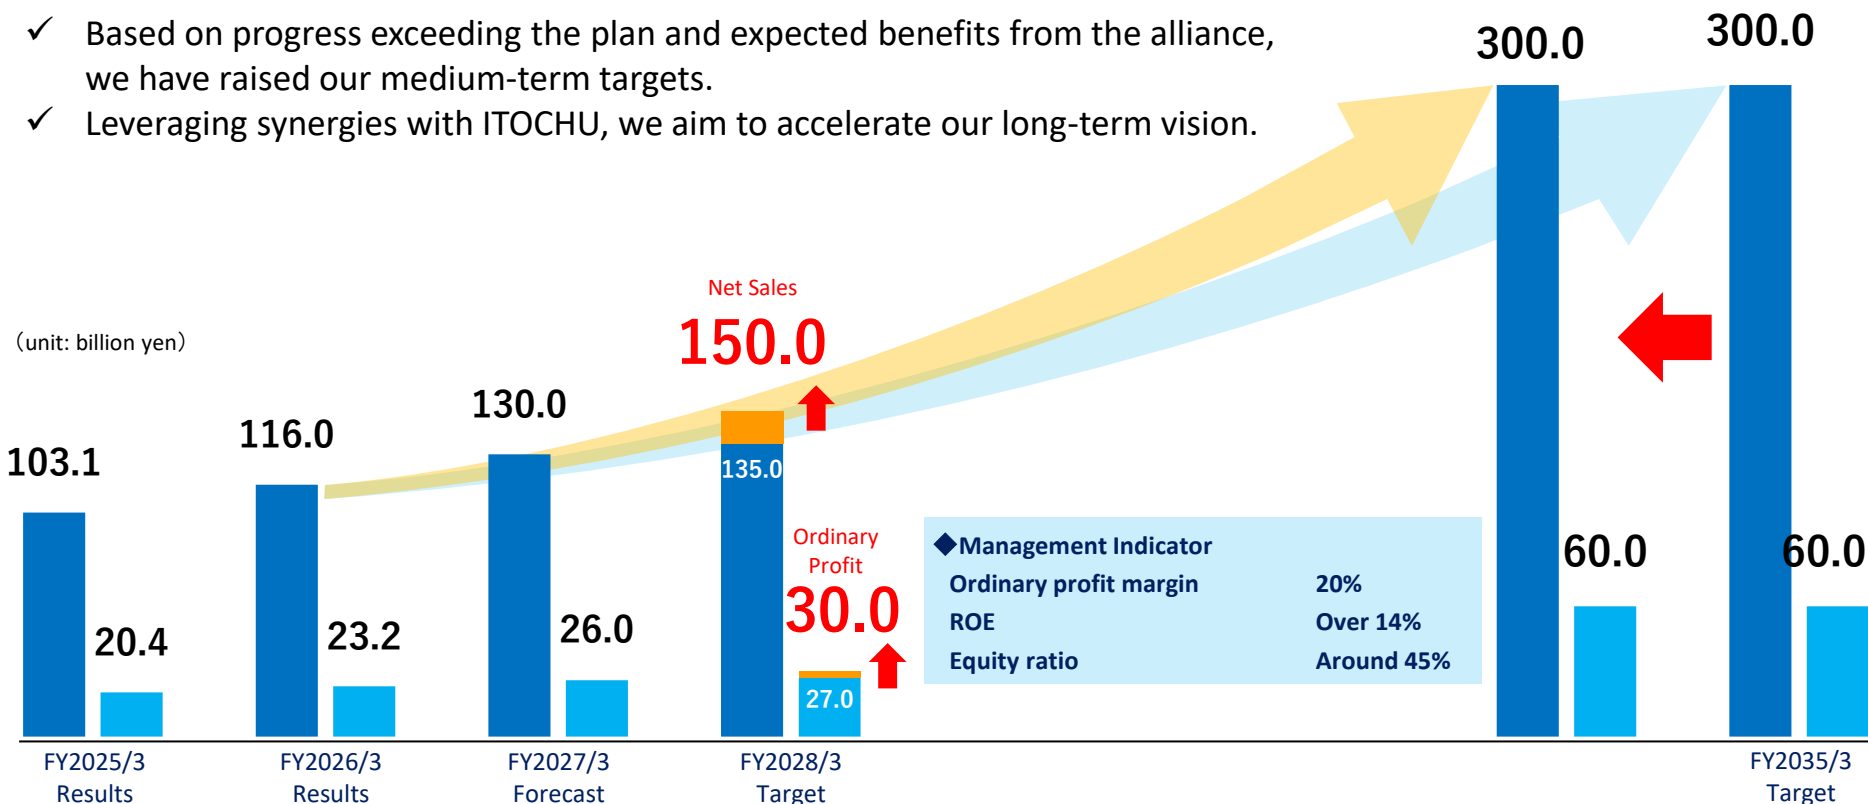 ✓ Based on progress exceeding the plan and expected benefits from the alliance,
we have raised our medium-term targets.
✓ Leveraging synergies with ITOCHU, we aim to accelerate our long-term vision.
（unit: billion yen）
103.1
20.4
116.0
23.2
130.0
26.0
Net Sales
150.0
135.0
Ordinary
Profit
30.0
27.0
◆Management Indicator
Ordinary profit margin 20%
ROE Over 14%
Equity ratio Around 45%
300.0
60.0
300.0
60.0
FY2025/3
Results
FY2026/3
Results
FY2027/3
Forecast
FY2028/3
Target
FY2035/3
Target